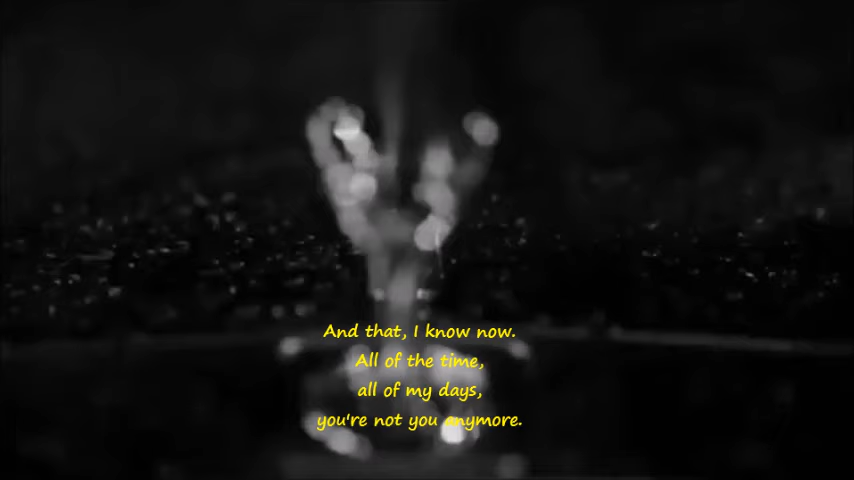 And that, I know now.
All of the time,
all of my days,
you're not you anymore.